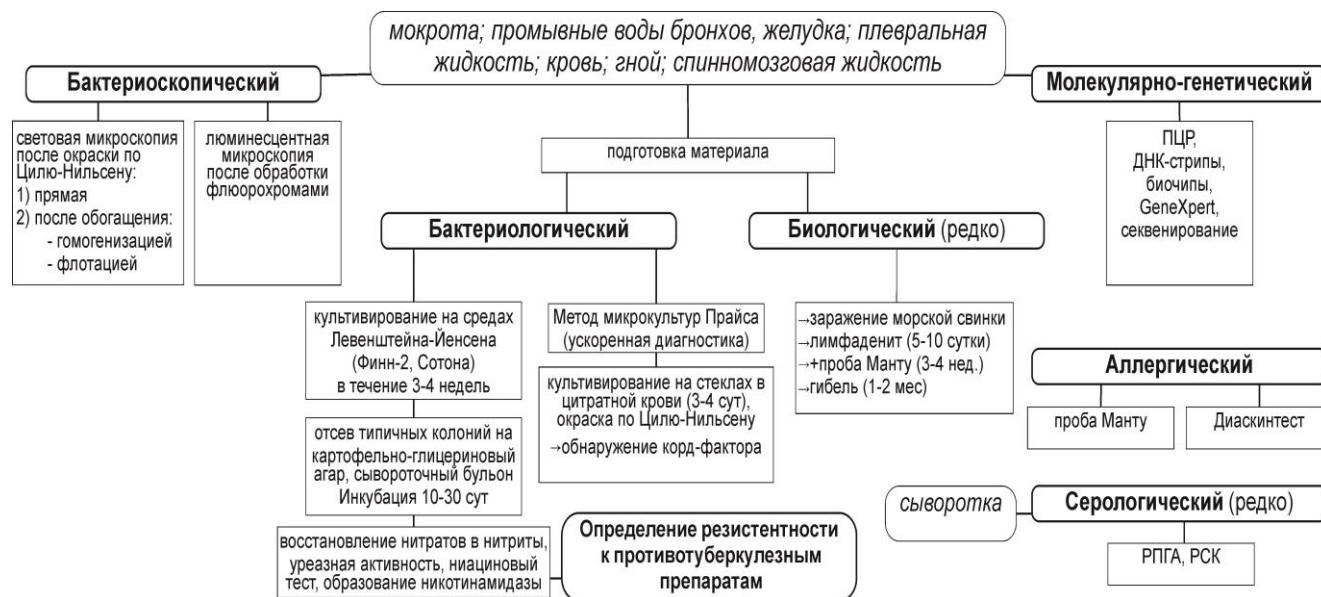 мокрота; промывные воды бронхов, желудка; плевральная
жидкость; кровь; гной; спинномозговая жидкость
Бактериоскопический
световая микроскопия
после окраски по
Цилю-Нильсену:
1) прямая
2) после обогащения:
- гомогенизацией
- флотацией
люминесцентная
микроскопия
после обработки
флюорохромами
Молекулярно-генетический
ПЦР,
ДНК-стрипы,
биочипы,
GeneXpert,
секвенирование
подготовка материала
Бактериологический
Биологический (редко)
культивирование на средах
Левенштейна-Йенсена
(Финн-2, Сотона)
в течение 3-4 недель
отсев типичных колоний на
картофельно-глицериновый
агар, сывороточный бульон
Инкубация 10-30 сут
восстановление нитратов в нитриты,
уреазная активность, ниациновый
тест, образование никотинамидазы
Метод микрокультур Прайса
(ускоренная диагностика)
культивирование на стеклах в
цитратной крови (3-4 сут),
окраска по Цилю-Нильсену
→обнаружение корд-фактора
→заражение морской свинки
→лимфаденит (5-10 сутки)
→+проба Манту (3-4 нед.)
→гибель (1-2 мес)
Определение резистентности
к противотуберкулезным
препаратам
Аллергический
проба Манту
Диаскинтест
сыворотка
Серологический (редко)
РПГА, РСК